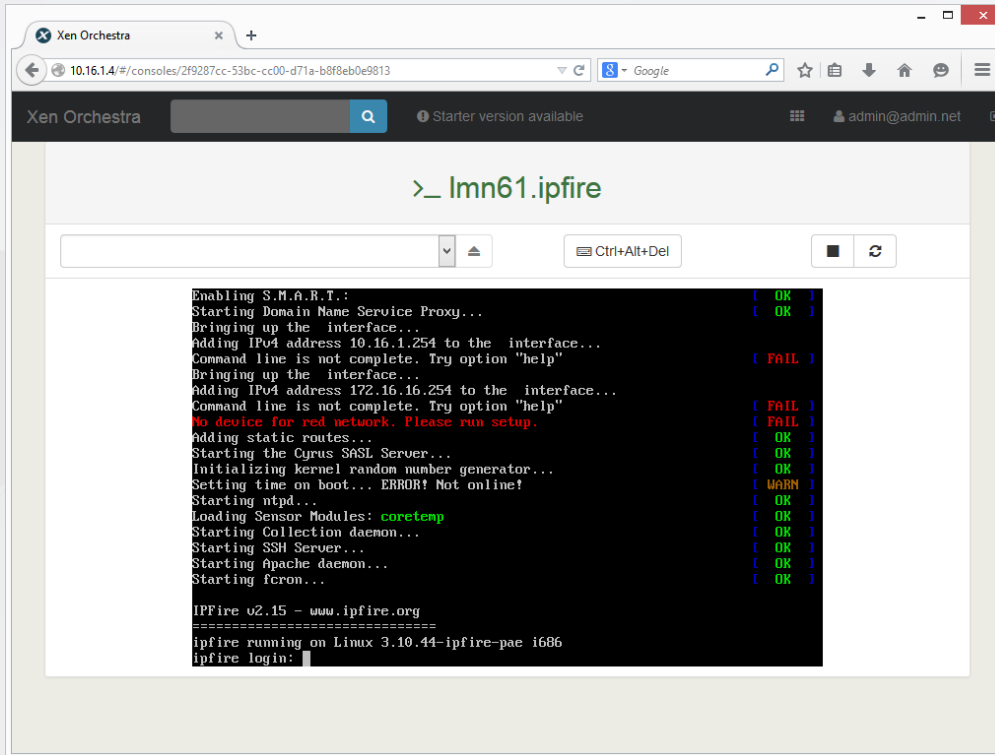 Xen Orchestra
10.16.1.4/#/consoles/2f9287cc-53bc-cc00-d71a-b8f8eb0e9813
Google
Xen Orchestra
Starter version available
admin@admin.net
>_ lmn61.ipfire
Ctrl+Alt+Del
Enabling S.M.A.R.T.: [ OK ]
Starting Domain Name Service Proxy... [ OK ]
Bringing up the  interface...
Adding IPv4 address 10.16.1.254 to the  interface...
Command line is not complete. Try option "help" [ FAIL ]
Bringing up the  interface...
Adding IPv4 address 172.16.16.254 to the  interface...
Command line is not complete. Try option "help" [ FAIL ]
No device for red network. Please run setup. [ FAIL ]
Adding static routes... [ OK ]
Starting the Cyrus SASL Server... [ OK ]
Initializing kernel random number generator... [ OK ]
Setting time on boot... ERROR! Not online! [ WARN ]
Starting ntpd... [ OK ]
Loading Sensor Modules: coretemp [ OK ]
Starting Collection daemon... [ OK ]
Starting SSH Server... [ OK ]
Starting Apache daemon... [ OK ]
Starting fcron... [ OK ]
IPFire v2.15 - www.ipfire.org
===============================
ipfire running on Linux 3.10.44-ipfire-pae i686
ipfire login: